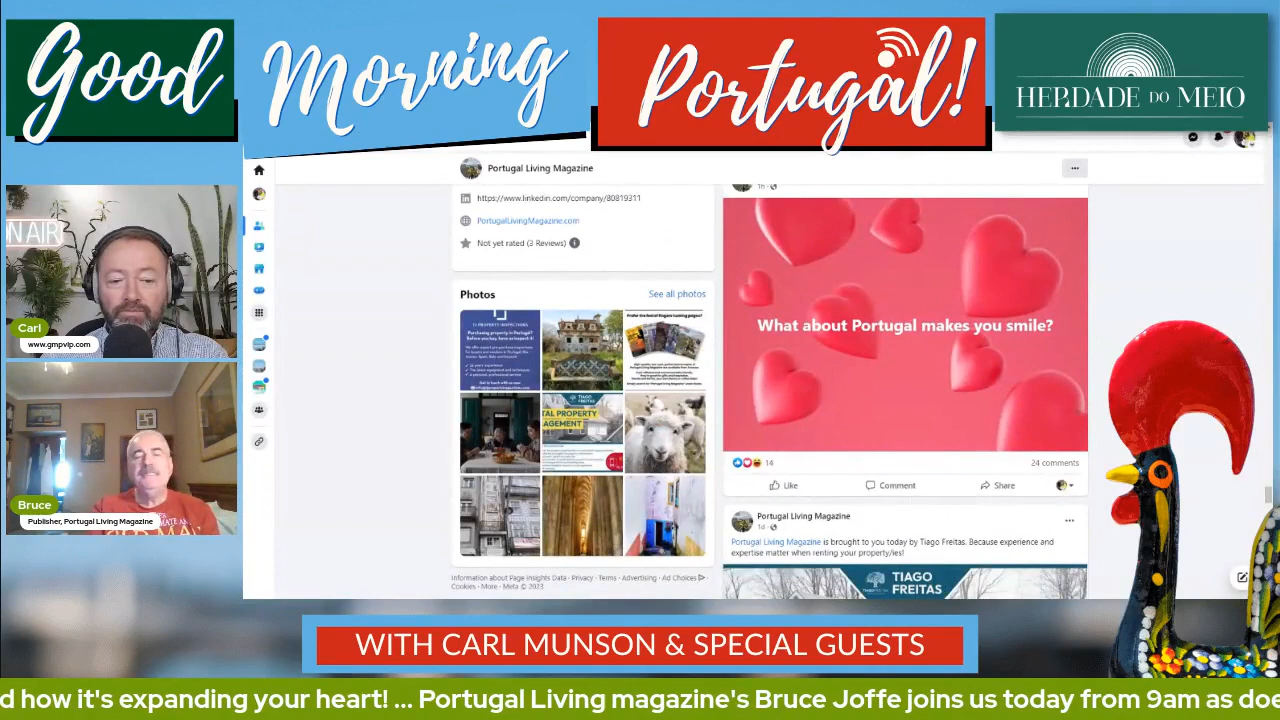 Good
Morning
Portugal!
HERDADE DO MEIO
Portugal Living Magazine
https://www.linkedin.com/company/80819311
PortugalLivingMagazine.com
Not yet rated (3 Reviews)
1h
Photos
See all photos
What about Portugal makes you smile?
14
24 comments
Like
Comment
Share
Portugal Living Magazine
1d
Portugal Living Magazine is brought to you today by Tiago Freitas. Because experience and
expertise matter when renting your property/ies!
TIAGO
FREITAS
TIAGO
FREITAS
TAL PROPERTY
AGEMENT
Information about Page Insights Data · Privacy · Terms · Advertising · Ad Choices
Cookies · More · Meta © 2023
N AIR
Carl
www.gmpvip.com
Bruce
Publisher, Portugal Living Magazine
WITH CARL MUNSON & SPECIAL GUESTS
d how it's expanding your heart! ... Portugal Living magazine's Bruce Joffe joins us today from 9am as doe